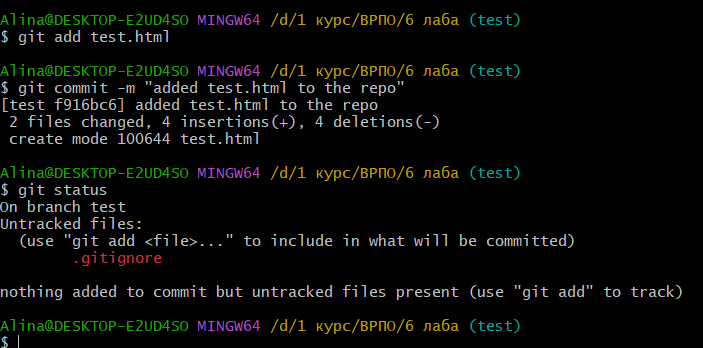 Alina@DESKTOP-E2UD4SO MINGW64 /d/1 курс/ВРПО/6 лаба (test)
$ git add test.html
Alina@DESKTOP-E2UD4SO MINGW64 /d/1 курс/ВРПО/6 лаба (test)
$ git commit -m "added test.html to the repo"
[test f916bc6] added test.html to the repo
 2 files changed, 4 insertions(+), 4 deletions(-)
 create mode 100644 test.html
Alina@DESKTOP-E2UD4SO MINGW64 /d/1 курс/ВРПО/6 лаба (test)
$ git status
On branch test
Untracked files:
  (use "git add <file>..." to include in what will be committed)
        .gitignore
nothing added to commit but untracked files present (use "git add" to track)
Alina@DESKTOP-E2UD4SO MINGW64 /d/1 курс/ВРПО/6 лаба (test)
$